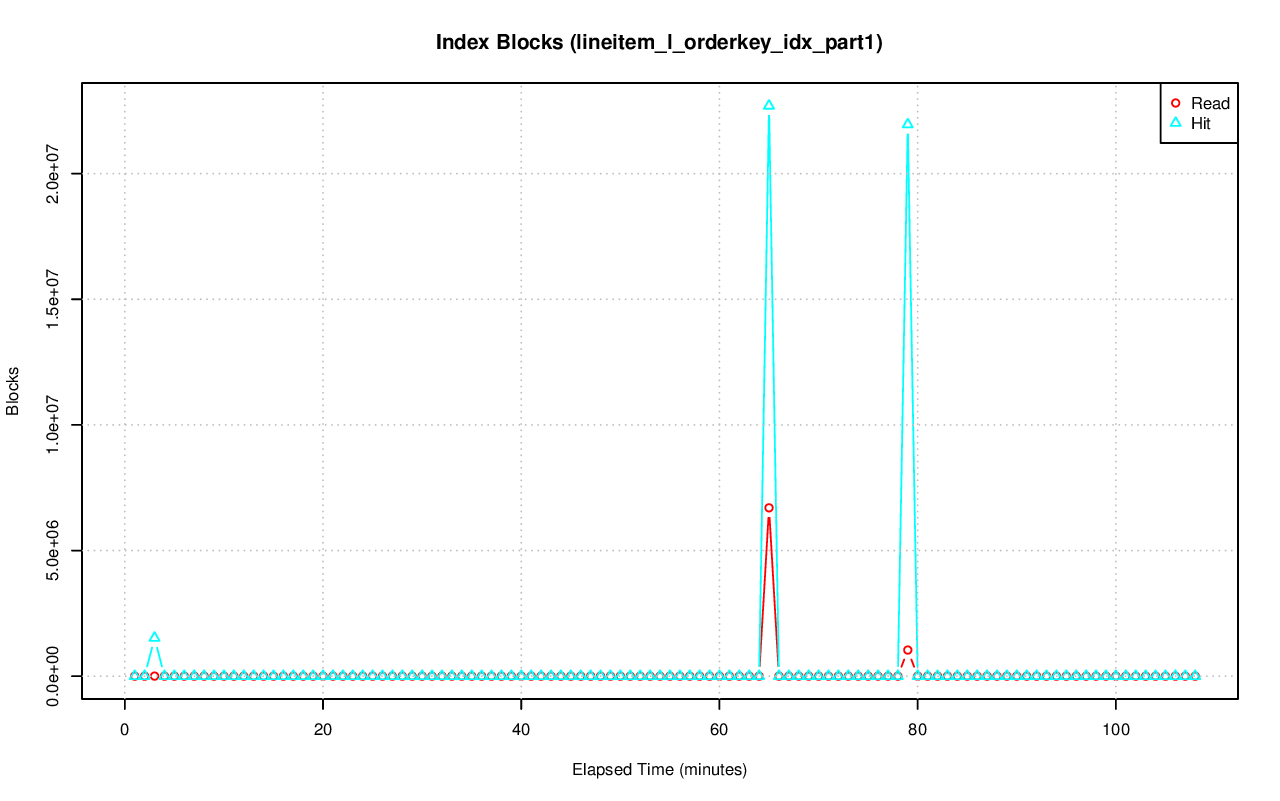 Index Blocks (lineitem_l_orderkey_idx_part1)
Read
Hit
2.0e+07
1.5e+07
1.0e+07
5.0e+06
0.0e+00
Blocks
0 20 40 60 80 100
Elapsed Time (minutes)